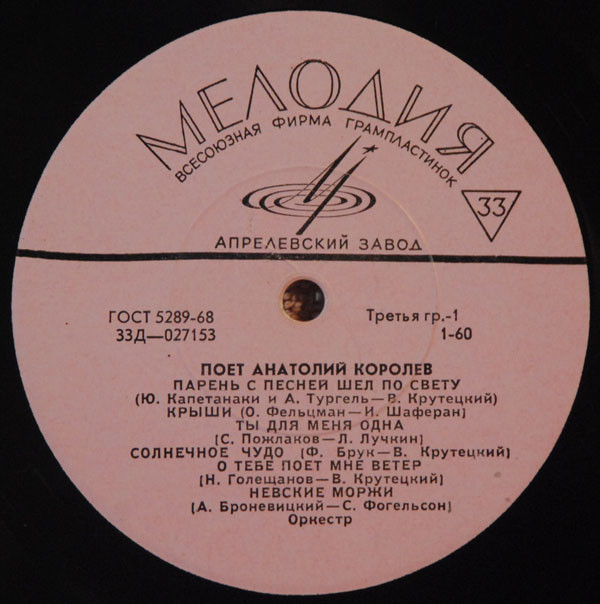 МЕЛОДИЯ
ВСЕСОЮЗНАЯ ФИРМА ГРАМПЛАСТИНОК
33
АПРЕЛЕВСКИЙ ЗАВОД
ГОСТ 5289-68 Третья гр.-1
33Д—027153 1-60
ПОЕТ АНАТОЛИЙ КОРОЛЕВ
ПАРЕНЬ С ПЕСНЕЙ ШЕЛ ПО СВЕТУ
(Ю. Капетанаки и А. Тургель—В. Крутецкий)
КРЫШИ (О. Фельцман—И. Шаферан)
ТЫ ДЛЯ МЕНЯ ОДНА
(С. Пожлаков—Л. Лучкин)
СОЛНЕЧНОЕ ЧУДО (Ф. Брук—В. Крутецкий)
О ТЕБЕ ПОЕТ МНЕ ВЕТЕР
(Н. Голещанов—В. Крутецкий)
НЕВСКИЕ МОРЖИ
(А. Броневицкий—С. Фогельсон)
Оркестр